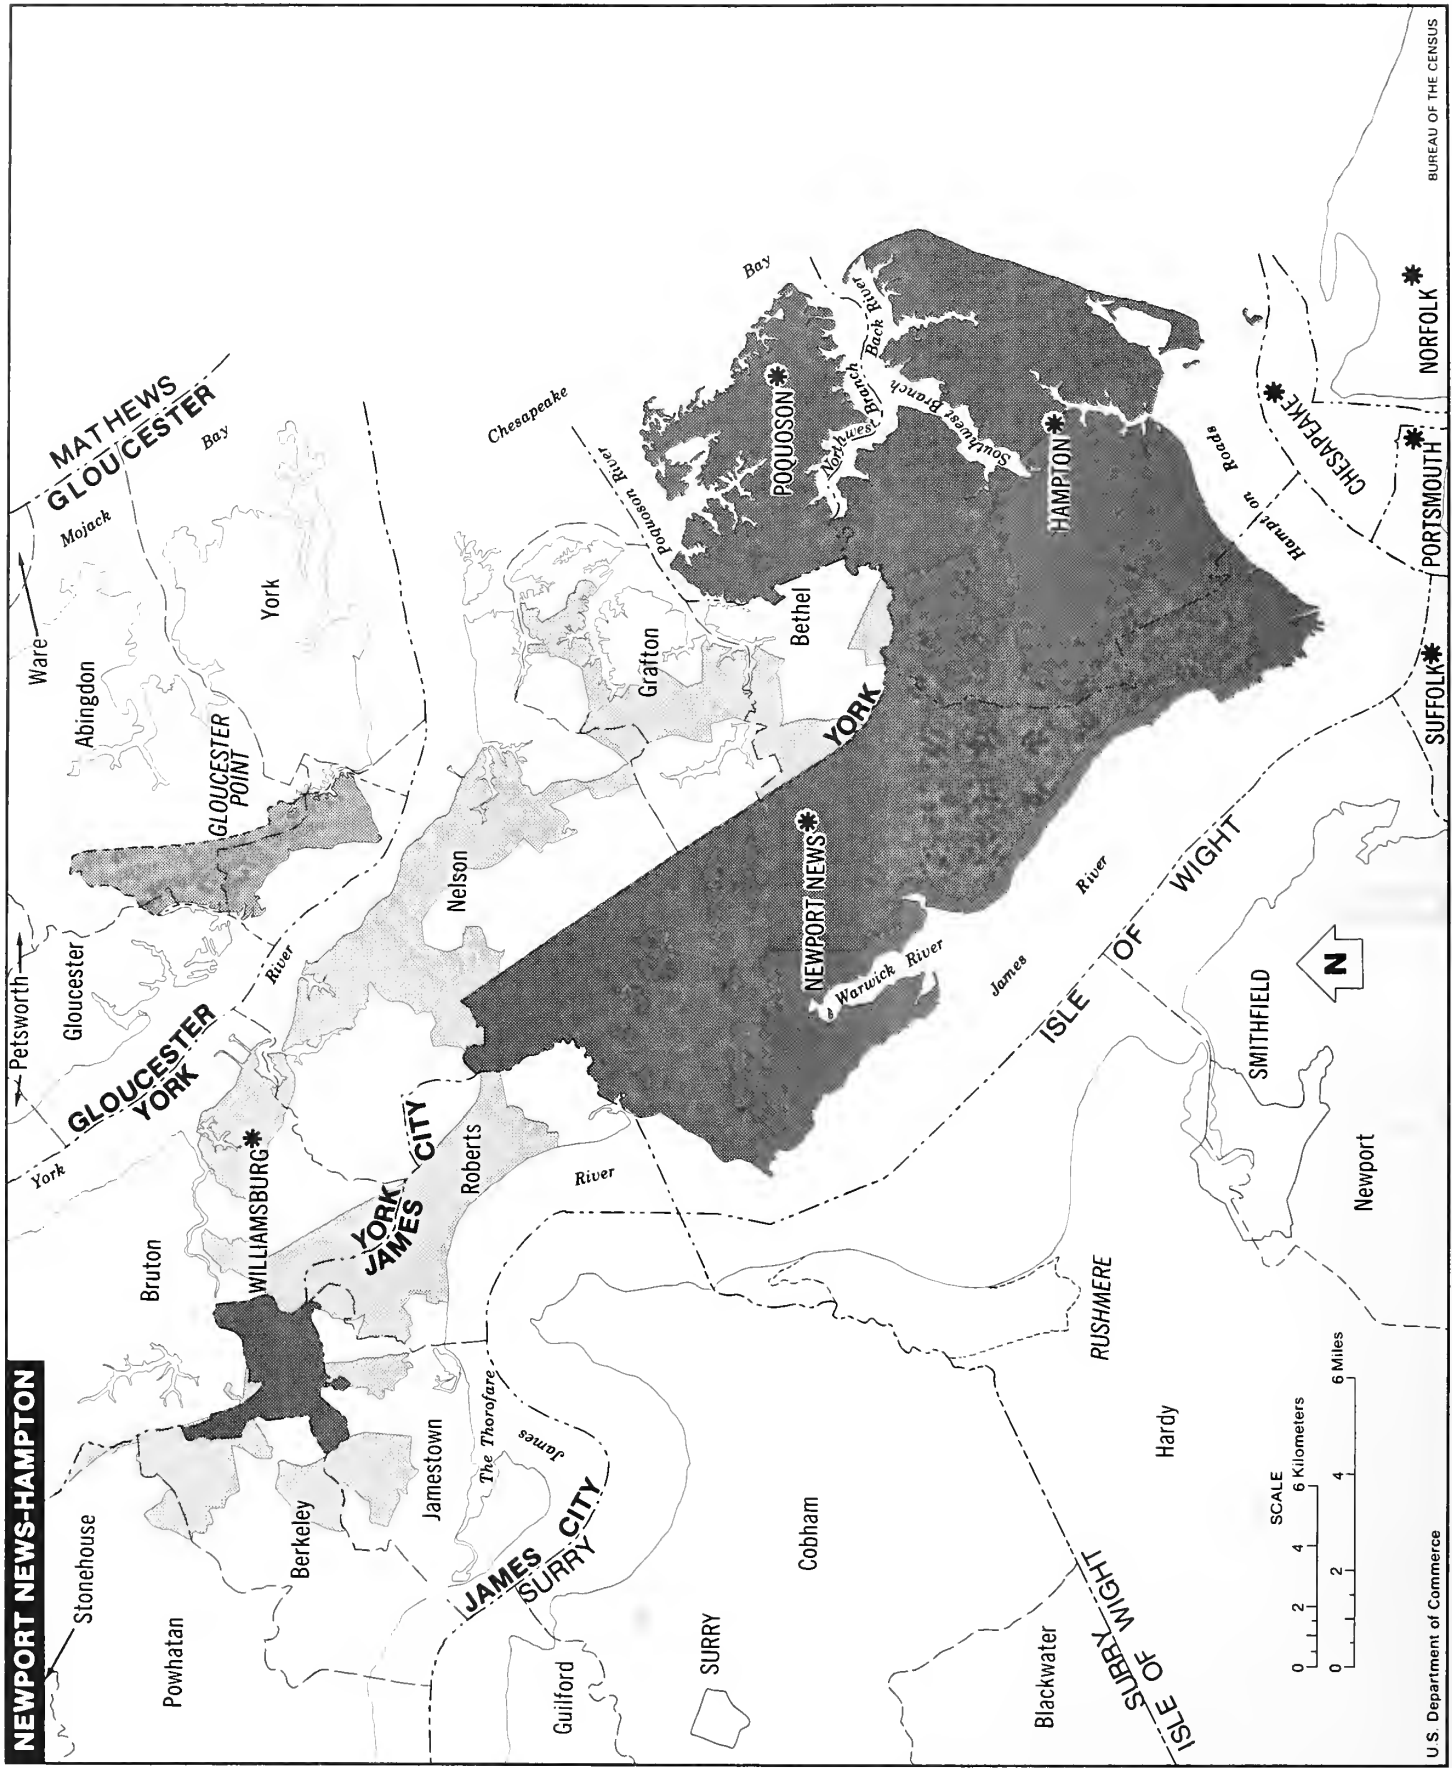 NEWPORT NEWS-HAMPTON
Stonehouse
Powhatan
Berkeley
Jamestown
Bruton
WILLIAMSBURG*
York
Petsworth
Gloucester
GLOUCESTER
YORK
River
Abingdon
Ware
GLOUCESTER
POINT
York
Mojack
Bay
MATHEWS
GLOUCESTER
Nelson
Roberts
YORK
JAMES
CITY
River
The Thorofare
James
JAMES CITY
SURRY
Guilford
SURRY
Cobham
Blackwater
SURRY
ISLE OF WIGHT
Hardy
RUSHMERE
Newport
SMITHFIELD
ISLE OF WIGHT
James
River
Warwick River
NEWPORT NEWS
*
YORK
Grafton
Bethel
Poquoson River
Chesapeake
Bay
POQUOSON
*
Northwest Branch
Back River
Southwest Branch
HAMPTON
*
Hampton
Roads
CHESAPEAKE
*
NORFOLK
*
PORTSMOUTH
*
SUFFOLK*
N
SCALE
0 2 4 6 Kilometers
0 2 4 6 Miles
U.S. Department of Commerce
BUREAU OF THE CENSUS